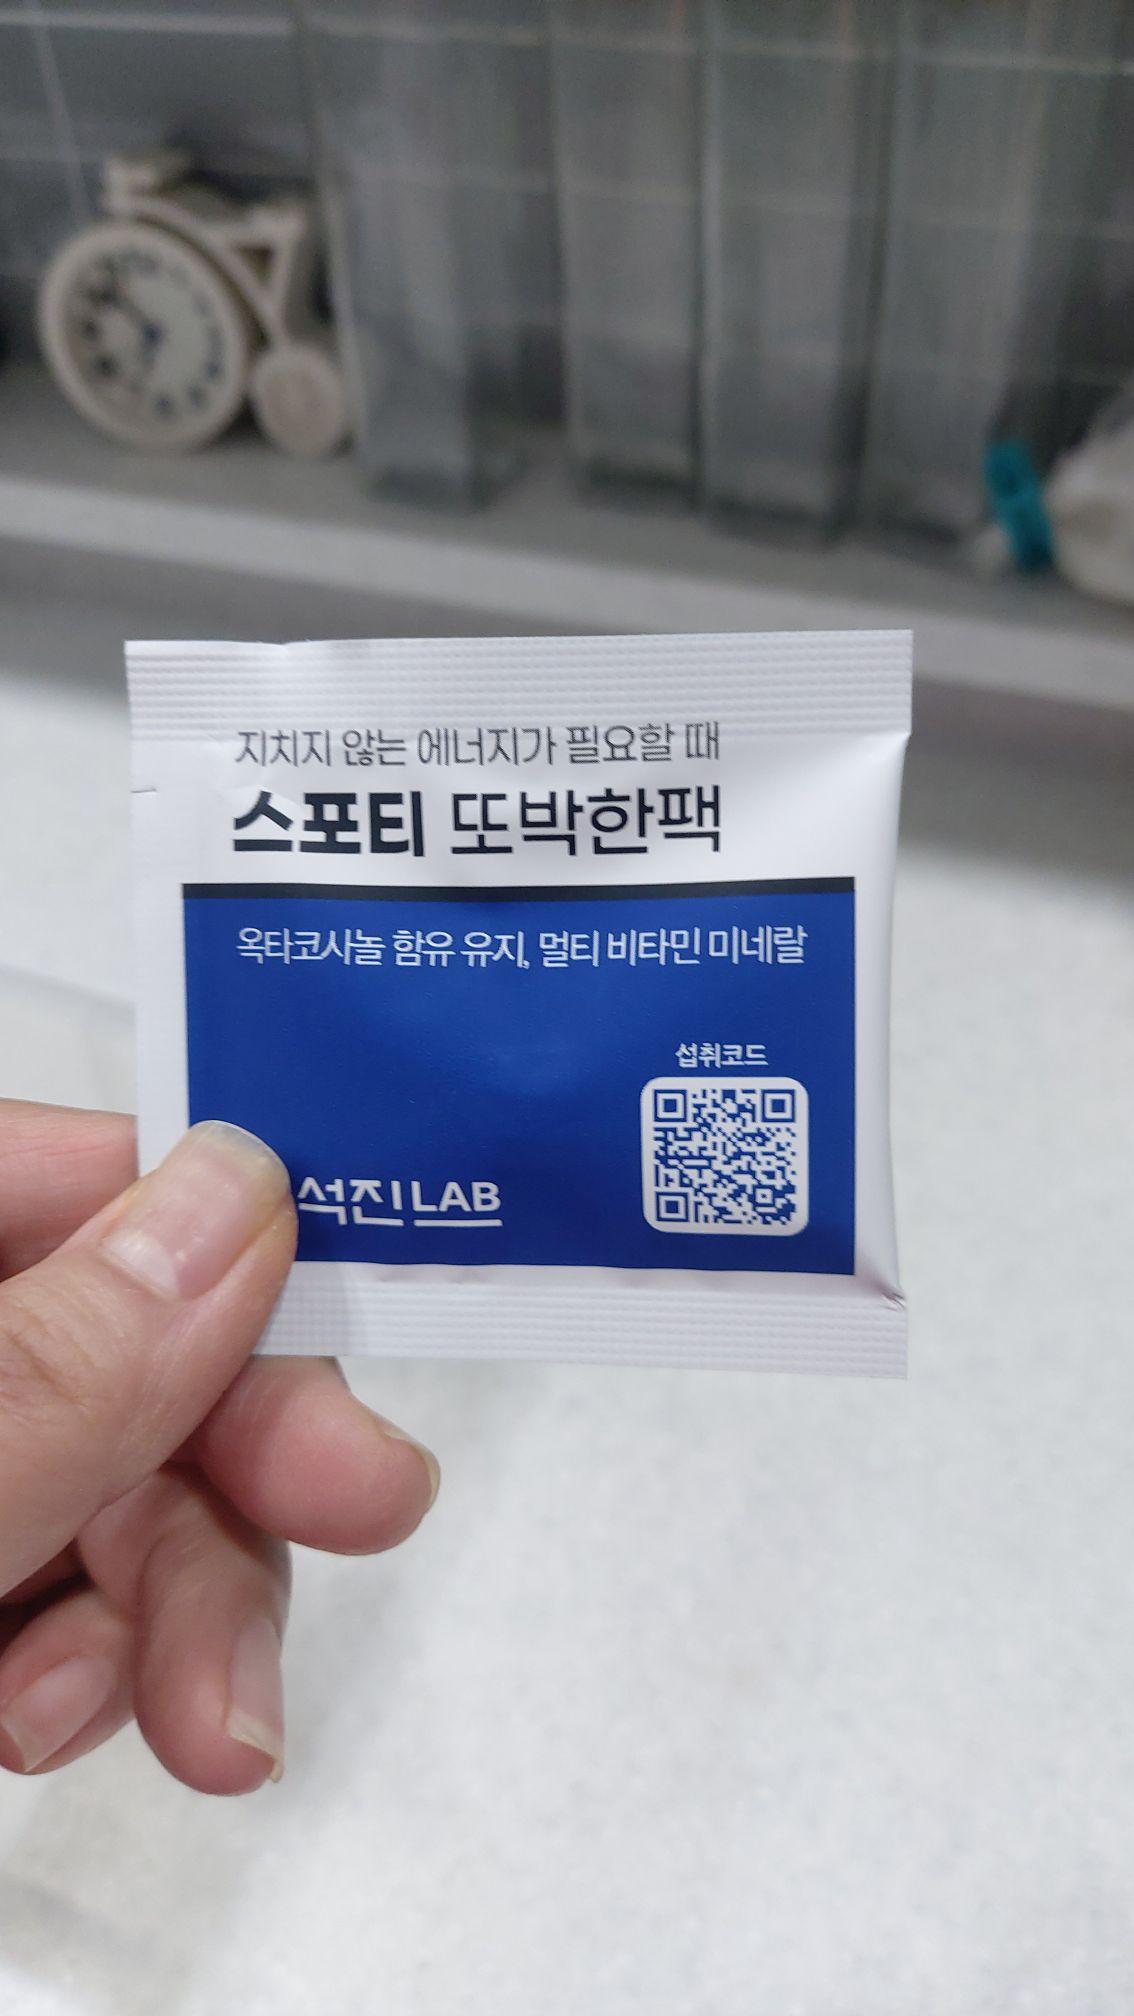 지치지 않는 에너지가 필요할 때
스포티 또박한팩
옥타코사놀 함유 유지, 멀티 비타민 미네랄
섭취코드
석진LAB